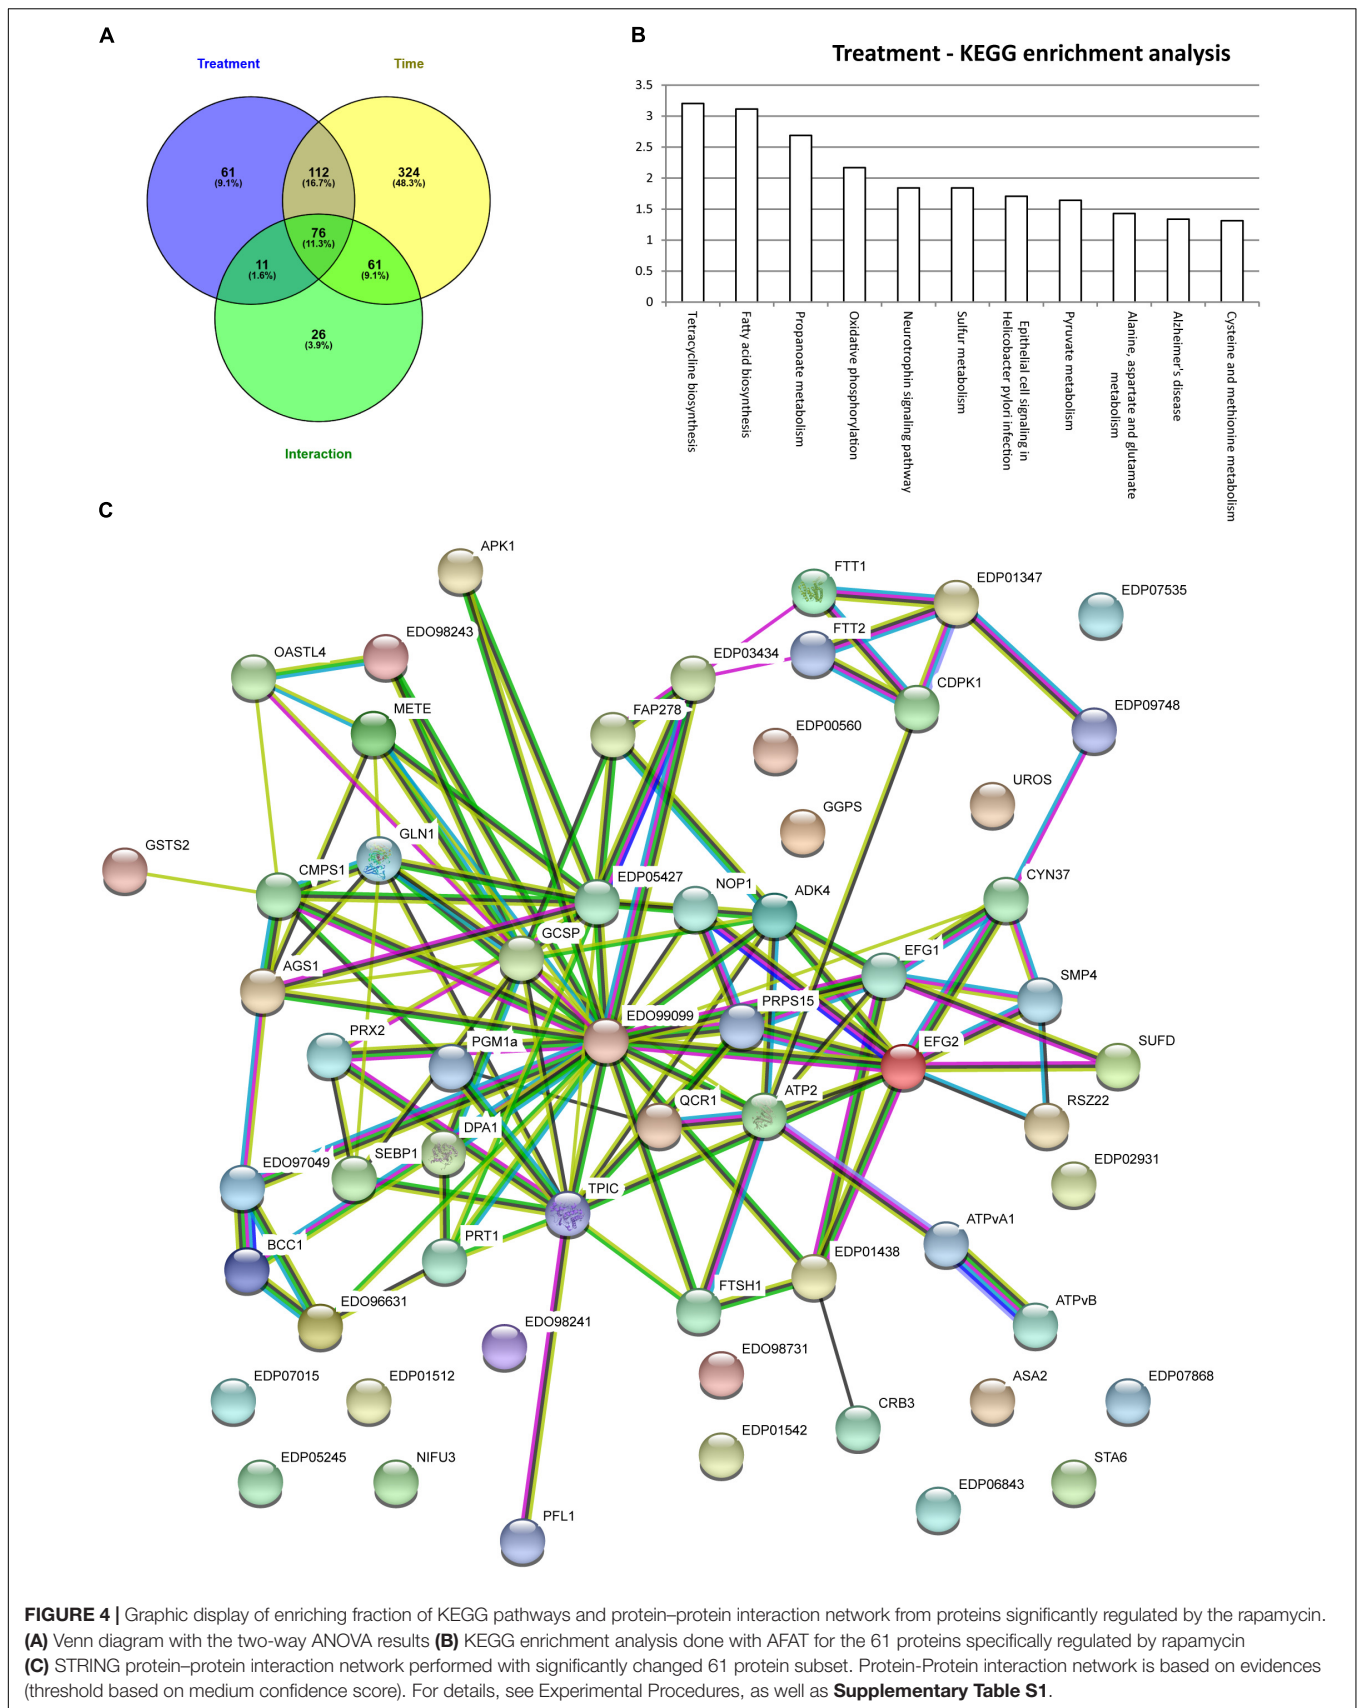 A
B
Treatment
Time
Treatment - KEGG enrichment analysis
61
(9.1%)
112
(16.7%)
324
(48.3%)
76
(11.3%)
11
(1.6%)
61
(9.1%)
26
(3.9%)
Interaction
3.5
3
2.5
2
1.5
1
0.5
0
Tetracycline biosynthesis
Fatty acid biosynthesis
Propanoate metabolism
Oxidative phosphorylation
Neurotrophin signaling pathway
Sulfur metabolism
Epithelial cell signaling in
Helicobacter pylori infection
Pyruvate metabolism
Alanine, aspartate and glutamate
metabolism
Alzheimer's disease
Cysteine and methionine metabolism
C
APK1
FTT1
EDP01347
EDP07535
EDO98243
FTT2
OASTL4
EDP03434
CDPK1
METE
FAP278
EDP09748
EDP00560
UROS
GGPS
GLN1
GSTS2
CMPS1
EDP05427
NOP1
ADK4
CYN37
GCSP
EFG1
AGS1
SMP4
PRPS15
EDO99099
PRX2
PGM1a
EFG2
SUFD
ATP2
QCR1
RSZ22
DPA1
EDO97049
SEBP1
EDP02931
TPIC
ATPvA1
BCC1
PRT1
EDP01438
FTSH1
EDO96631
ATPvB
EDO98241
EDO98731
EDP07015
EDP01512
ASA2
EDP07868
CRB3
EDP01542
EDP05245
NIFU3
STA6
EDP06843
PFL1
FIGURE 4 | Graphic display of enriching fraction of KEGG pathways and protein–protein interaction network from proteins significantly regulated by the rapamycin.
(A) Venn diagram with the two-way ANOVA results (B) KEGG enrichment analysis done with AFAT for the 61 proteins specifically regulated by rapamycin
(C) STRING protein–protein interaction network performed with significantly changed 61 protein subset. Protein-Protein interaction network is based on evidences
(threshold based on medium confidence score). For details, see Experimental Procedures, as well as Supplementary Table S1.